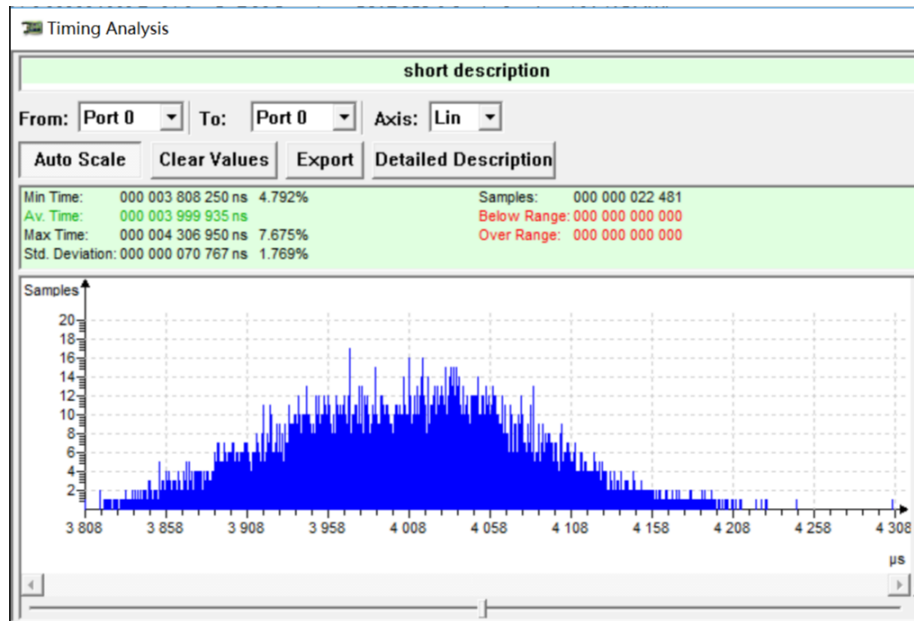 Timing Analysis
short description
From: Port 0 To: Port 0 Axis: Lin
Auto Scale Clear Values Export Detailed Description
Min Time: 000 003 808 250 ns 4.792% Samples: 000 000 022 481
Av. Time: 000 003 999 935 ns Below Range: 000 000 000 000
Max Time: 000 004 306 950 ns 7.675% Over Range: 000 000 000 000
Std. Deviation: 000 000 070 767 ns 1.769%
Samples
20
18
16
14
12
10
8
6
4
2
3 808 3 858 3 908 3 958 4 008 4 058 4 108 4 158 4 208 4 258 4 308
µs